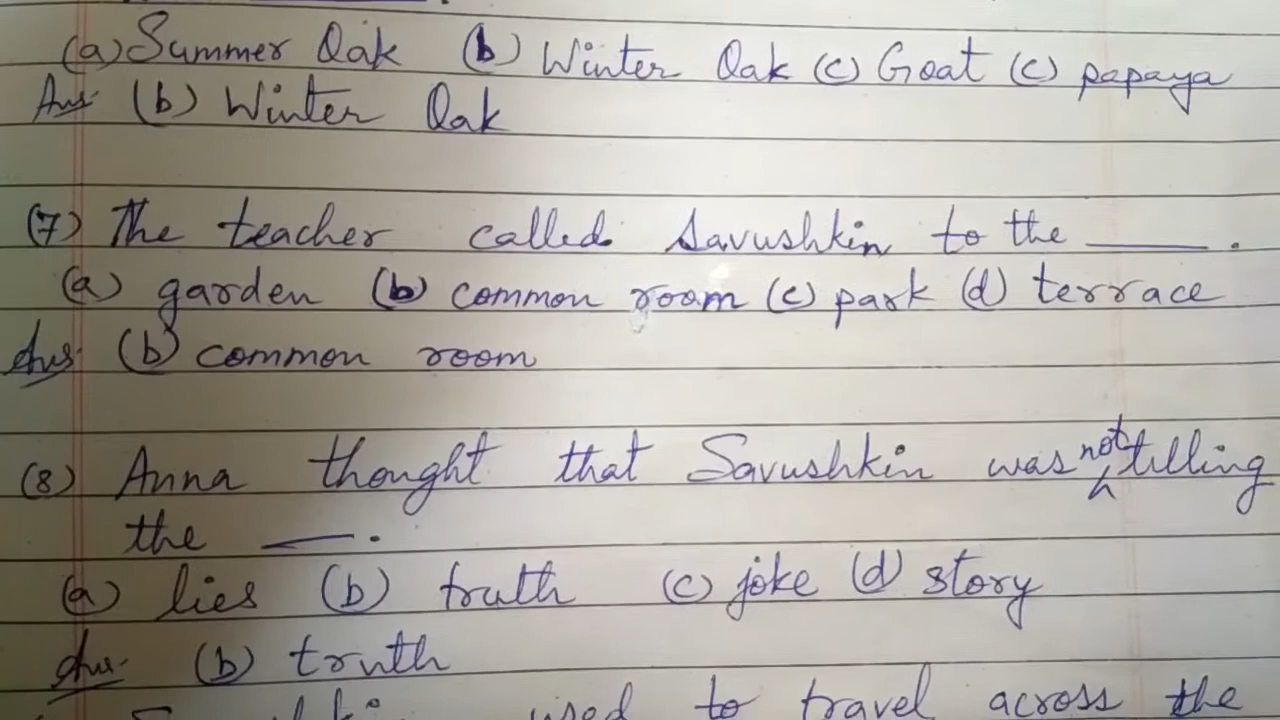 (a) Summer Oak (b) Winter Oak (c) Goat (c) papaya
Ans (b) Winter Oak
(7) The teacher called Savushkin to the ______.
(a) garden (b) common room (c) park (d) terrace
Ans. (b) common room
(8) Anna thought that Savushkin was not telling
the ____.
(a) lies (b) truth (c) joke (d) story
Ans. (b) truth
used to travel across the